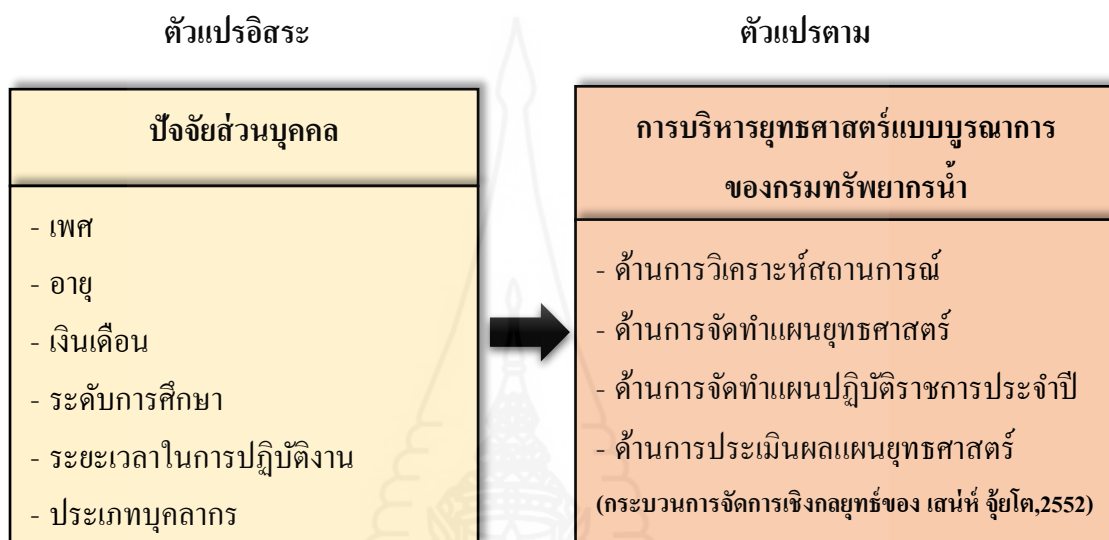 ตัวแปรอิสระ
ปัจจัยส่วนบุคคล
- เพศ
- อายุ
- เงินเดือน
- ระดับการศึกษา
- ระยะเวลาในการปฏิบัติงาน
- ประเภทบุคลากร
ตัวแปรตาม
การบริหารยุทธศาสตร์แบบบูรณาการ
ของกรมทรัพยากรน้ำ
- ด้านการวิเคราะห์สถานการณ์
- ด้านการจัดทำแผนยุทธศาสตร์
- ด้านการจัดทำแผนปฏิบัติราชการประจำปี
- ด้านการประเมินผลแผนยุทธศาสตร์
(กระบวนการจัดการเชิงกลยุทธ์ของ เสน่ห์ จุ้ยโต,2552)